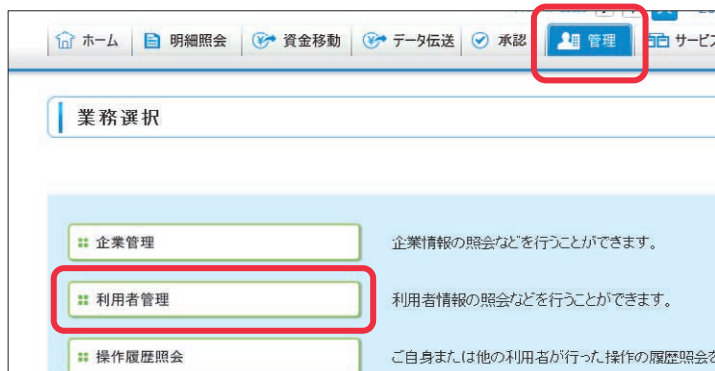 ホーム 明細照会 資金移動 データ伝送 承認 管理 サービス
業務選択
企業管理 企業情報の照会などを行うことができます。
利用者管理 利用者情報の照会などを行うことができます。
操作履歴照会 ご自身または他の利用者が行った操作の履歴照会を